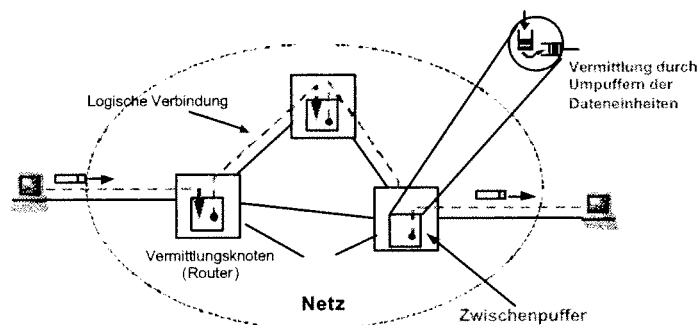 Vermittlung durch
Umpuffern der
Dateneinheiten
Logische Verbindung
Vermittlungsknoten
(Router)
Netz
Zwischenpuffer